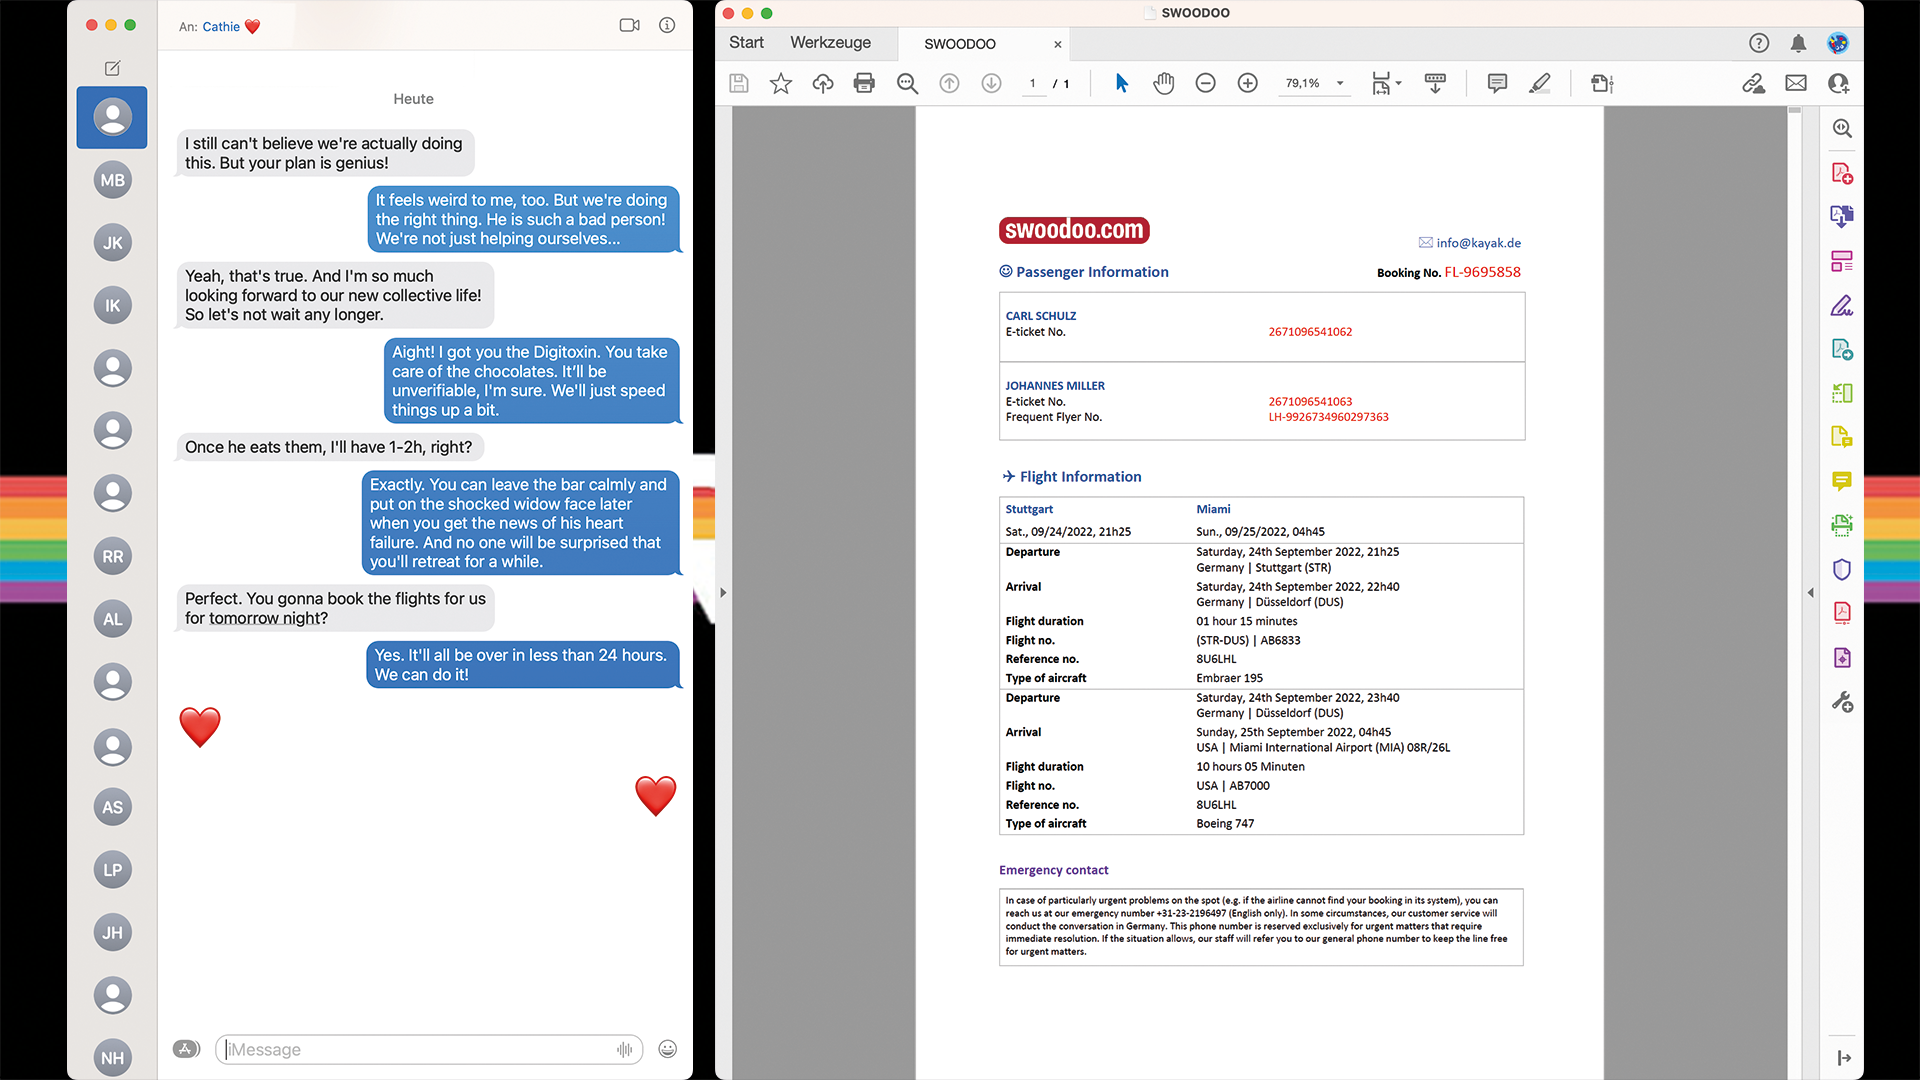 An: Cathie ❤️
MB
JK
IK
RR
AL
AS
LP
JH
NH
Heute
I still can't believe we're actually doing
this. But your plan is genius!
It feels weird to me, too. But we're doing
the right thing. He is such a bad person!
We're not just helping ourselves...
Yeah, that's true. And I'm so much
looking forward to our new collective life!
So let's not wait any longer.
Aight! I got you the Digitoxin. You take
care of the chocolates. It'll be
unverifiable, I'm sure. We'll just speed
things up a bit.
Once he eats them, I'll have 1-2h, right?
Exactly. You can leave the bar calmly and
put on the shocked widow face later
when you get the news of his heart
failure. And no one will be surprised that
you'll retreat for a while.
Perfect. You gonna book the flights for us
for tomorrow night?
Yes. It'll all be over in less than 24 hours.
We can do it!
❤️
❤️
iMessage
SWOODOO
Start Werkzeuge SWOODOO ×
1 / 1 79,1%
swoodoo.com
info@kayak.de
Passenger Information Booking No. FL-9695858
CARL SCHULZ
E-ticket No. 2671096541062
JOHANNES MILLER
E-ticket No. 2671096541063
Frequent Flyer No. LH-9926734960297363
Flight Information
Stuttgart Miami
Sat., 09/24/2022, 21h25 Sun., 09/25/2022, 04h45
Departure Saturday, 24th September 2022, 21h25
Germany | Stuttgart (STR)
Arrival Saturday, 24th September 2022, 22h40
Germany | Düsseldorf (DUS)
Flight duration 01 hour 15 minutes
Flight no. (STR-DUS) | AB6833
Reference no. 8U6LHL
Type of aircraft Embraer 195
Departure Saturday, 24th September 2022, 23h40
Germany | Düsseldorf (DUS)
Arrival Sunday, 25th September 2022, 04h45
USA | Miami International Airport (MIA) 08R/26L
Flight duration 10 hours 05 Minuten
Flight no. USA | AB7000
Reference no. 8U6LHL
Type of aircraft Boeing 747
Emergency contact
In case of particularly urgent problems on the spot (e.g. if the airline cannot find your booking in its system), you can
reach us at our emergency number +31-23-2196497 (English only). In some circumstances, our customer service will
conduct the conversation in Germany. This phone number is reserved exclusively for urgent matters that require
immediate resolution. If the situation allows, our staff will refer you to our general phone number to keep the line free
for urgent matters.